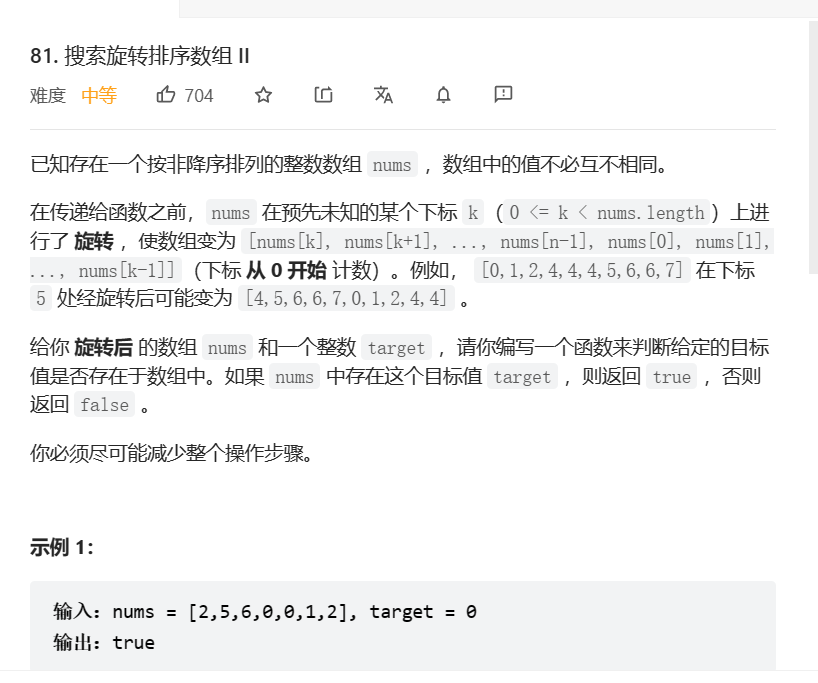 81. 搜索旋转排序数组 II
难度 中等 704
已知存在一个按非降序排列的整数数组 nums ，数组中的值不必互不相同。
在传递给函数之前，nums 在预先未知的某个下标 k（0 <= k < nums.length）上进
行了 旋转 ，使数组变为 [nums[k], nums[k+1], ..., nums[n-1], nums[0], nums[1],
..., nums[k-1]]（下标 从 0 开始 计数）。例如， [0,1,2,4,4,4,5,6,6,7] 在下标
5 处经旋转后可能变为 [4,5,6,6,7,0,1,2,4,4] 。
给你 旋转后 的数组 nums 和一个整数 target ，请你编写一个函数来判断给定的目标
值是否存在于数组中。如果 nums 中存在这个目标值 target ，则返回 true ，否则
返回 false 。
你必须尽可能减少整个操作步骤。
示例 1：
输入：nums = [2,5,6,0,0,1,2], target = 0
输出：true